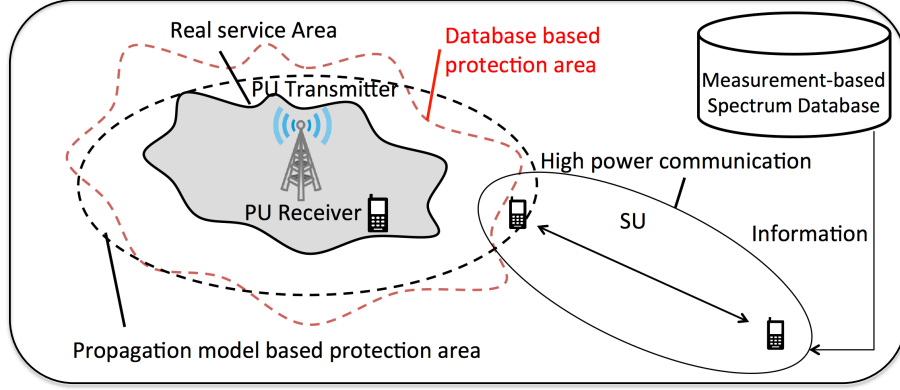 Real service Area
Database based
protection area
Measurement-based
Spectrum Database
PU Transmitter
High power communication
PU Receiver
SU
Information
Propagation model based protection area